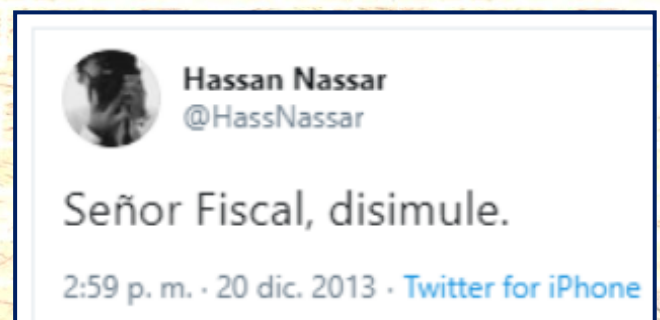 Hassan Nassar
@HassNassar
Señor Fiscal, disimule.
2:59 p. m. · 20 dic. 2013 · Twitter for iPhone